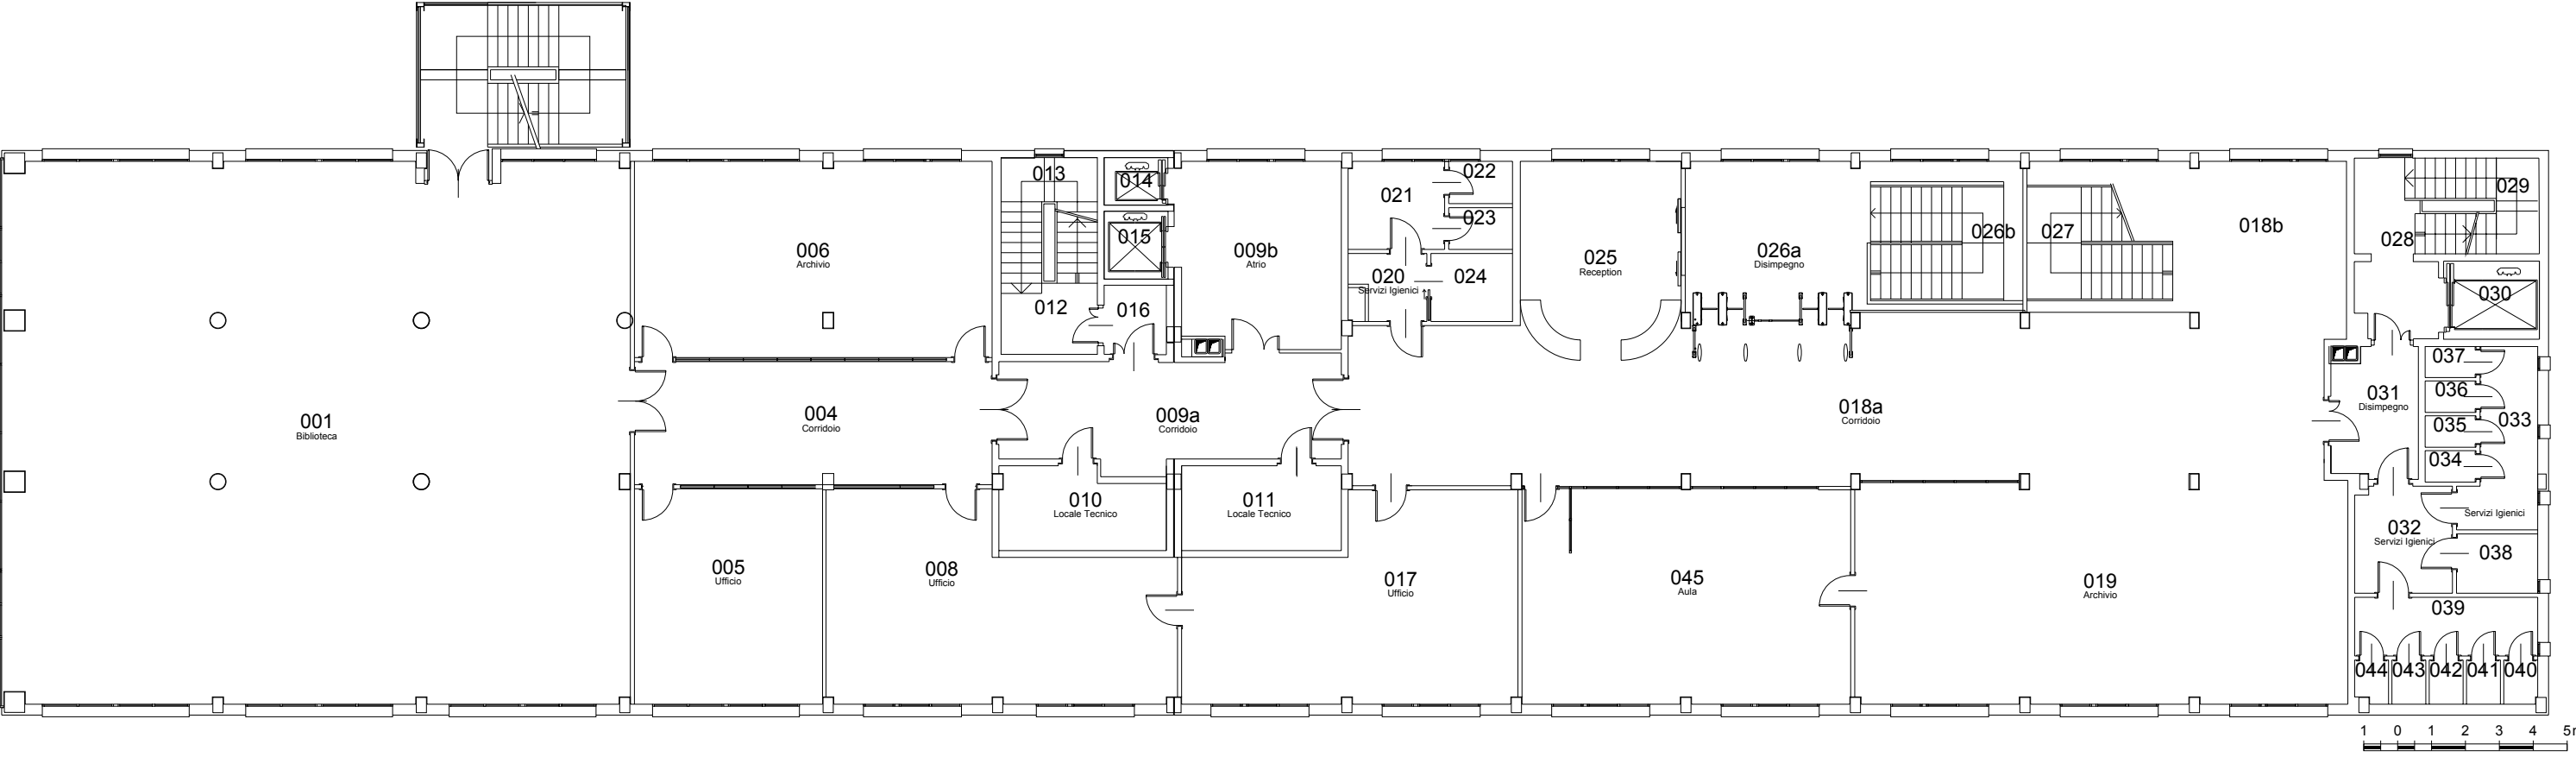 001
Biblioteca
004
Corridoio
005
Ufficio
006
Archivio
008
Ufficio
009a
Corridoio
009b
Atrio
010
Locale Tecnico
011
Locale Tecnico
012
013
014
015
016
017
Ufficio
018a
Corridoio
018b
019
Archivio
020
Servizi Igienici
021
022
023
024
025
Reception
026a
Disimpegno
026b
027
028
029
030
031
Disimpegno
032
Servizi Igienici
033
Servizi Igienici
034
035
036
037
038
039
040
041
042
043
044
045
Aula
1 0 1 2 3 4 5